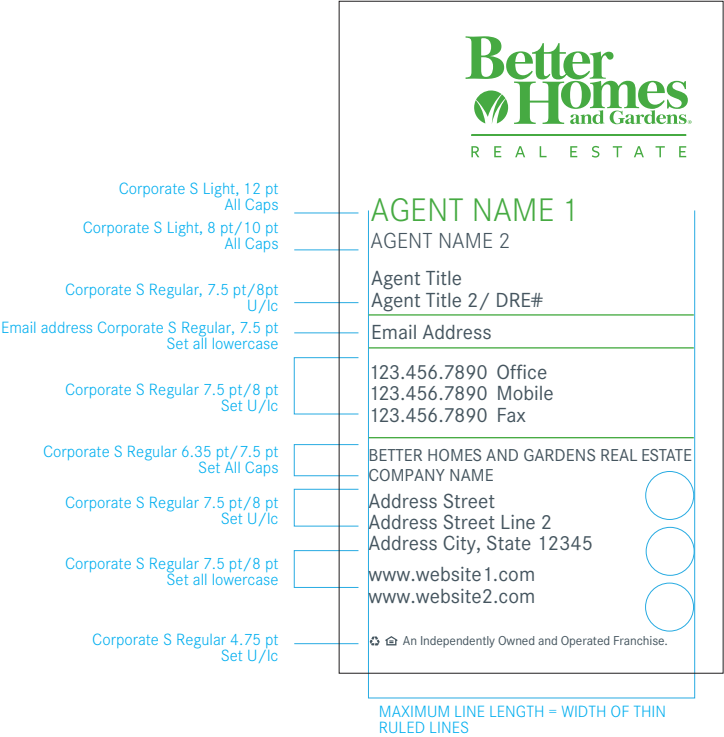 Better
Homes
and Gardens®
REAL ESTATE
Corporate S Light, 12 pt
All Caps
AGENT NAME 1
Corporate S Light, 8 pt/10 pt
All Caps
AGENT NAME 2
Corporate S Regular, 7.5 pt/8pt
U/lc
Agent Title
Agent Title 2/ DRE#
Email address Corporate S Regular, 7.5 pt
Set all lowercase
Email Address
Corporate S Regular 7.5 pt/8 pt
Set U/lc
123.456.7890 Office
123.456.7890 Mobile
123.456.7890 Fax
Corporate S Regular 6.35 pt/7.5 pt
Set All Caps
BETTER HOMES AND GARDENS REAL ESTATE
COMPANY NAME
Corporate S Regular 7.5 pt/8 pt
Set U/lc
Address Street
Address Street Line 2
Address City, State 12345
Corporate S Regular 7.5 pt/8 pt
Set all lowercase
www.website1.com
www.website2.com
Corporate S Regular 4.75 pt
Set U/lc
An Independently Owned and Operated Franchise.
MAXIMUM LINE LENGTH = WIDTH OF THIN
RULED LINES